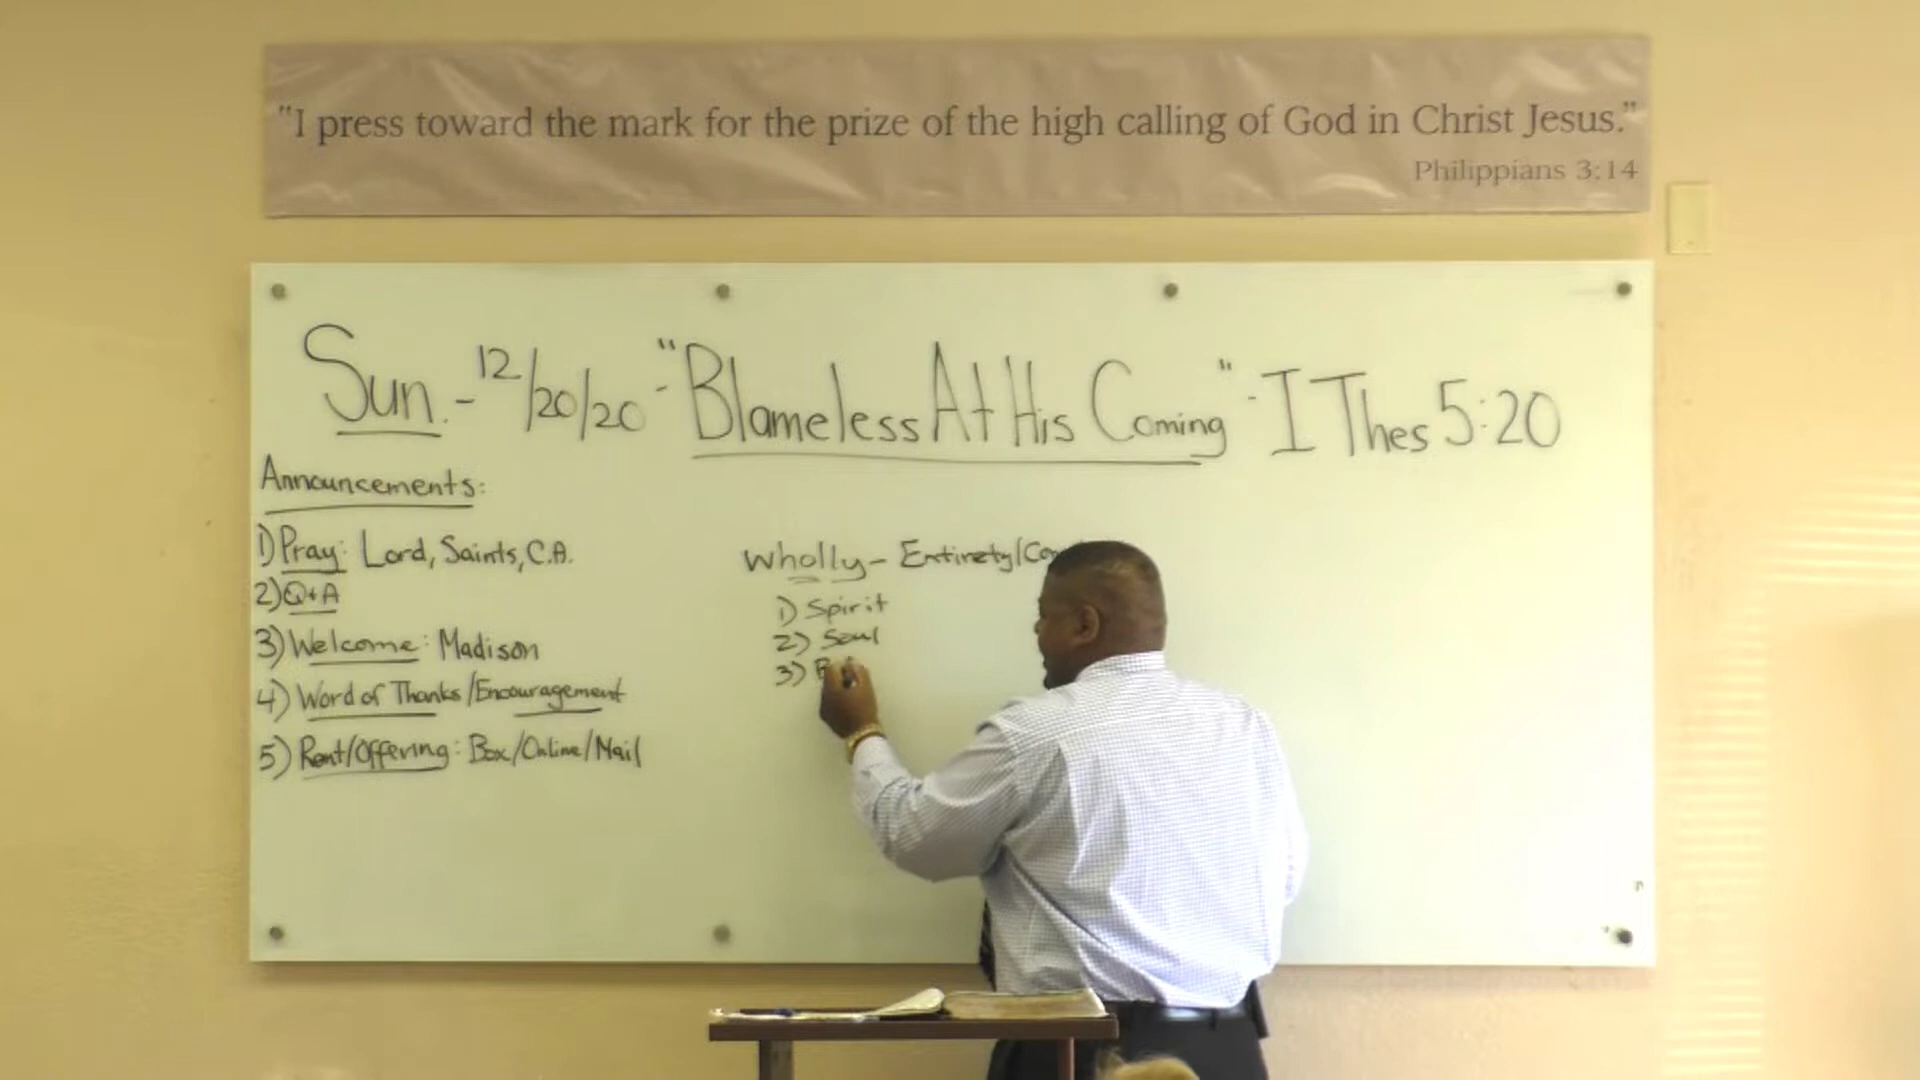 "I press toward the mark for the prize of the high calling of God in Christ Jesus."
Philippians 3:14
Sun. - 12/20/20 - "Blameless At His Coming" - I Thes 5:20
Announcements:
1) Pray: Lord, Saints, C.A.
2) Q+A
3) Welcome: Madison
4) Word of Thanks/Encouragement
5) Rent/Offering: Box/Online/Mail
Wholly - Entirety/
1) Spirit
2) Soul
3)